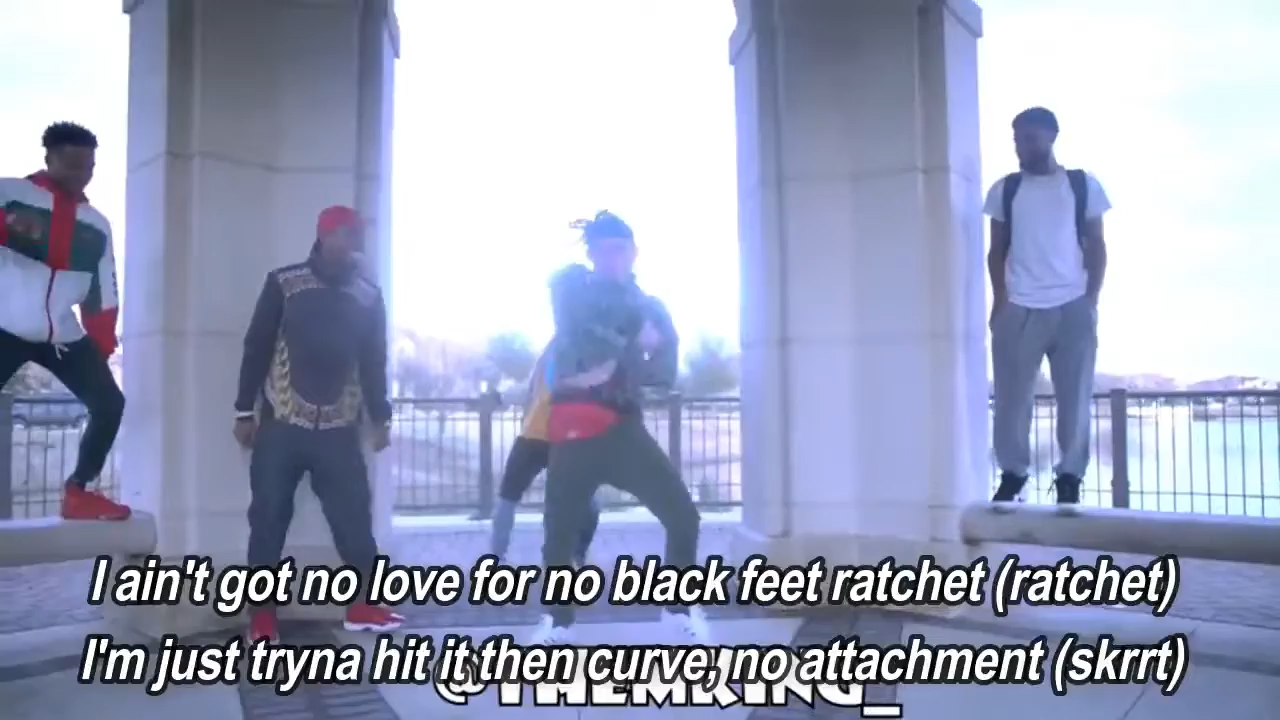 I ain't got no love for no black feet ratchet (ratchet)
I'm just tryna hit it then curve, no attachment (skrrt)
@THEMKING_